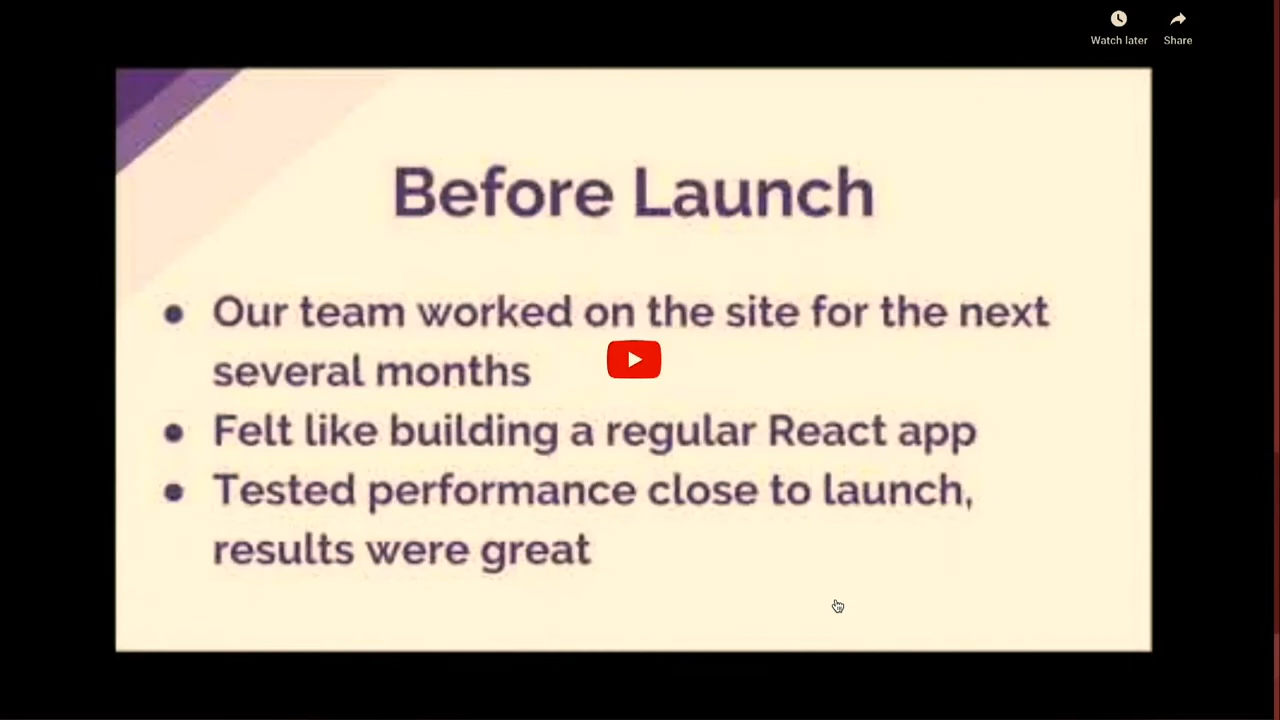 Watch later
Share
Before Launch
● Our team worked on the site for the next
several months
● Felt like building a regular React app
● Tested performance close to launch,
results were great